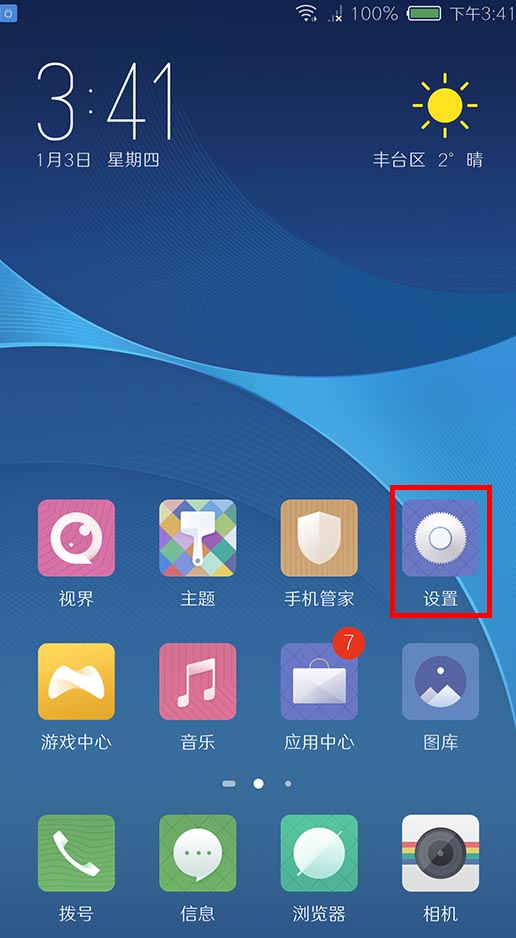 100% 下午3:41
3:41
1月3日 星期四
丰台区 2° 晴
视界 主题 手机管家 设置
7
游戏中心 音乐 应用中心 图库
拨号 信息 浏览器 相机